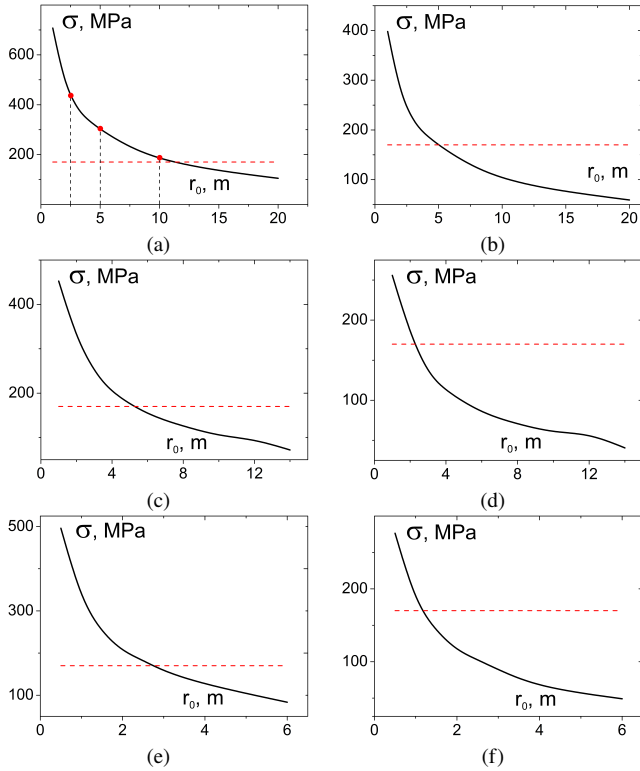 σ, MPa
600
400
200
r₀, m
0 5 10 15 20
(a)
σ, MPa
400
300
200
100
r₀, m
0 5 10 15 20
(b)
σ, MPa
400
200
r₀, m
0 4 8 12
(c)
σ, MPa
200
100
r₀, m
0 4 8 12
(d)
σ, MPa
500
300
100
r₀, m
0 2 4 6
(e)
σ, MPa
200
100
r₀, m
0 2 4 6
(f)